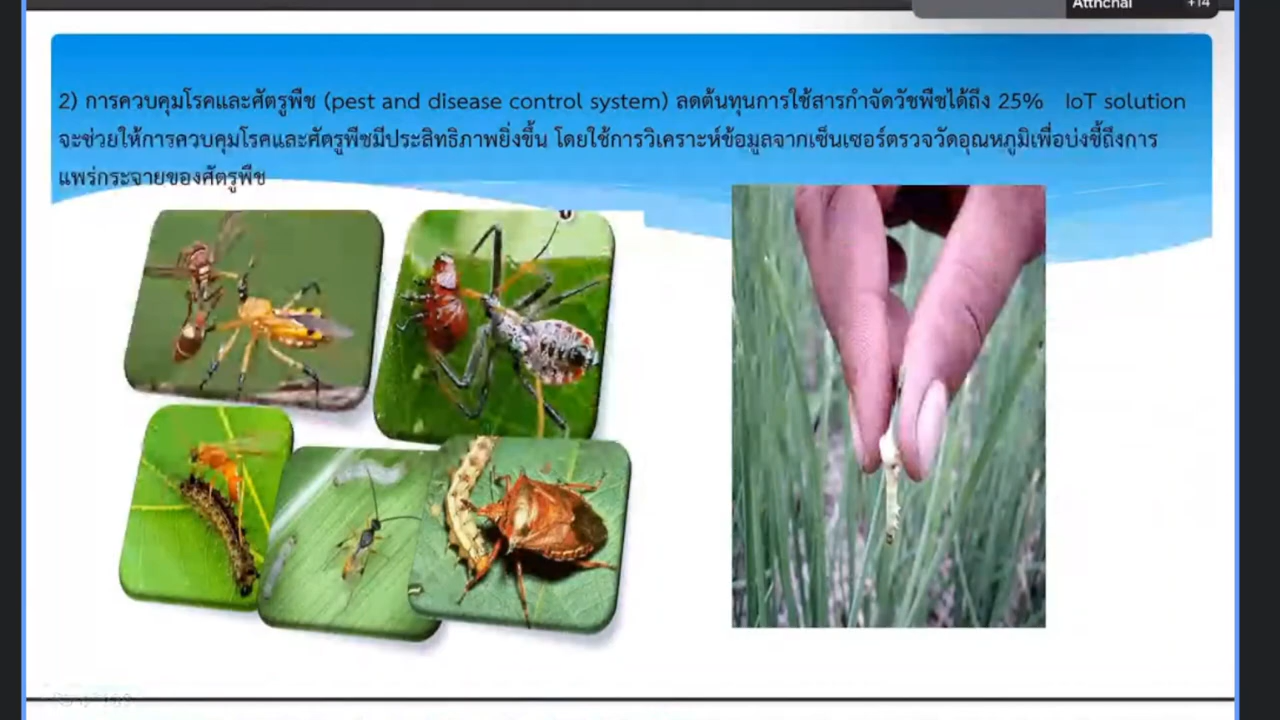 Atthchai
+14
2) การควบคุมโรคและศัตรูพืช (pest and disease control system) ลดต้นทุนการใช้สารกำจัดวัชพืชได้ถึง 25% IoT solution
จะช่วยให้การควบคุมโรคและศัตรูพืชมีประสิทธิภาพยิ่งขึ้น โดยใช้การวิเคราะห์ข้อมูลจากเซ็นเซอร์ตรวจวัดอุณหภูมิเพื่อบ่งชี้ถึงการ
แพร่กระจายของศัตรูพืช